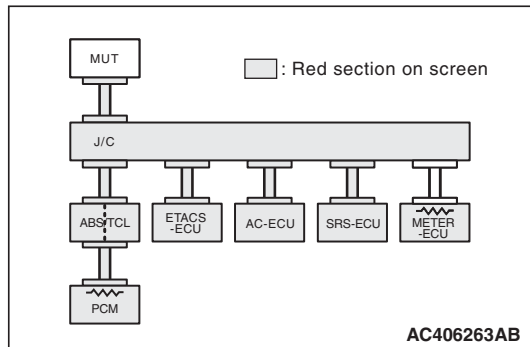 MUT
: Red section on screen
J/C
ABS/TCL
ETACS
-ECU
AC-ECU
SRS-ECU
METER
-ECU
PCM
AC406263AB